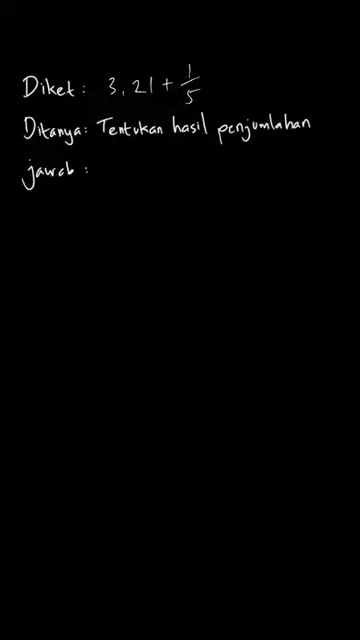 Diket : 3,21 + 1/5
Ditanya : Tentukan hasil penjumlahan
jawab :